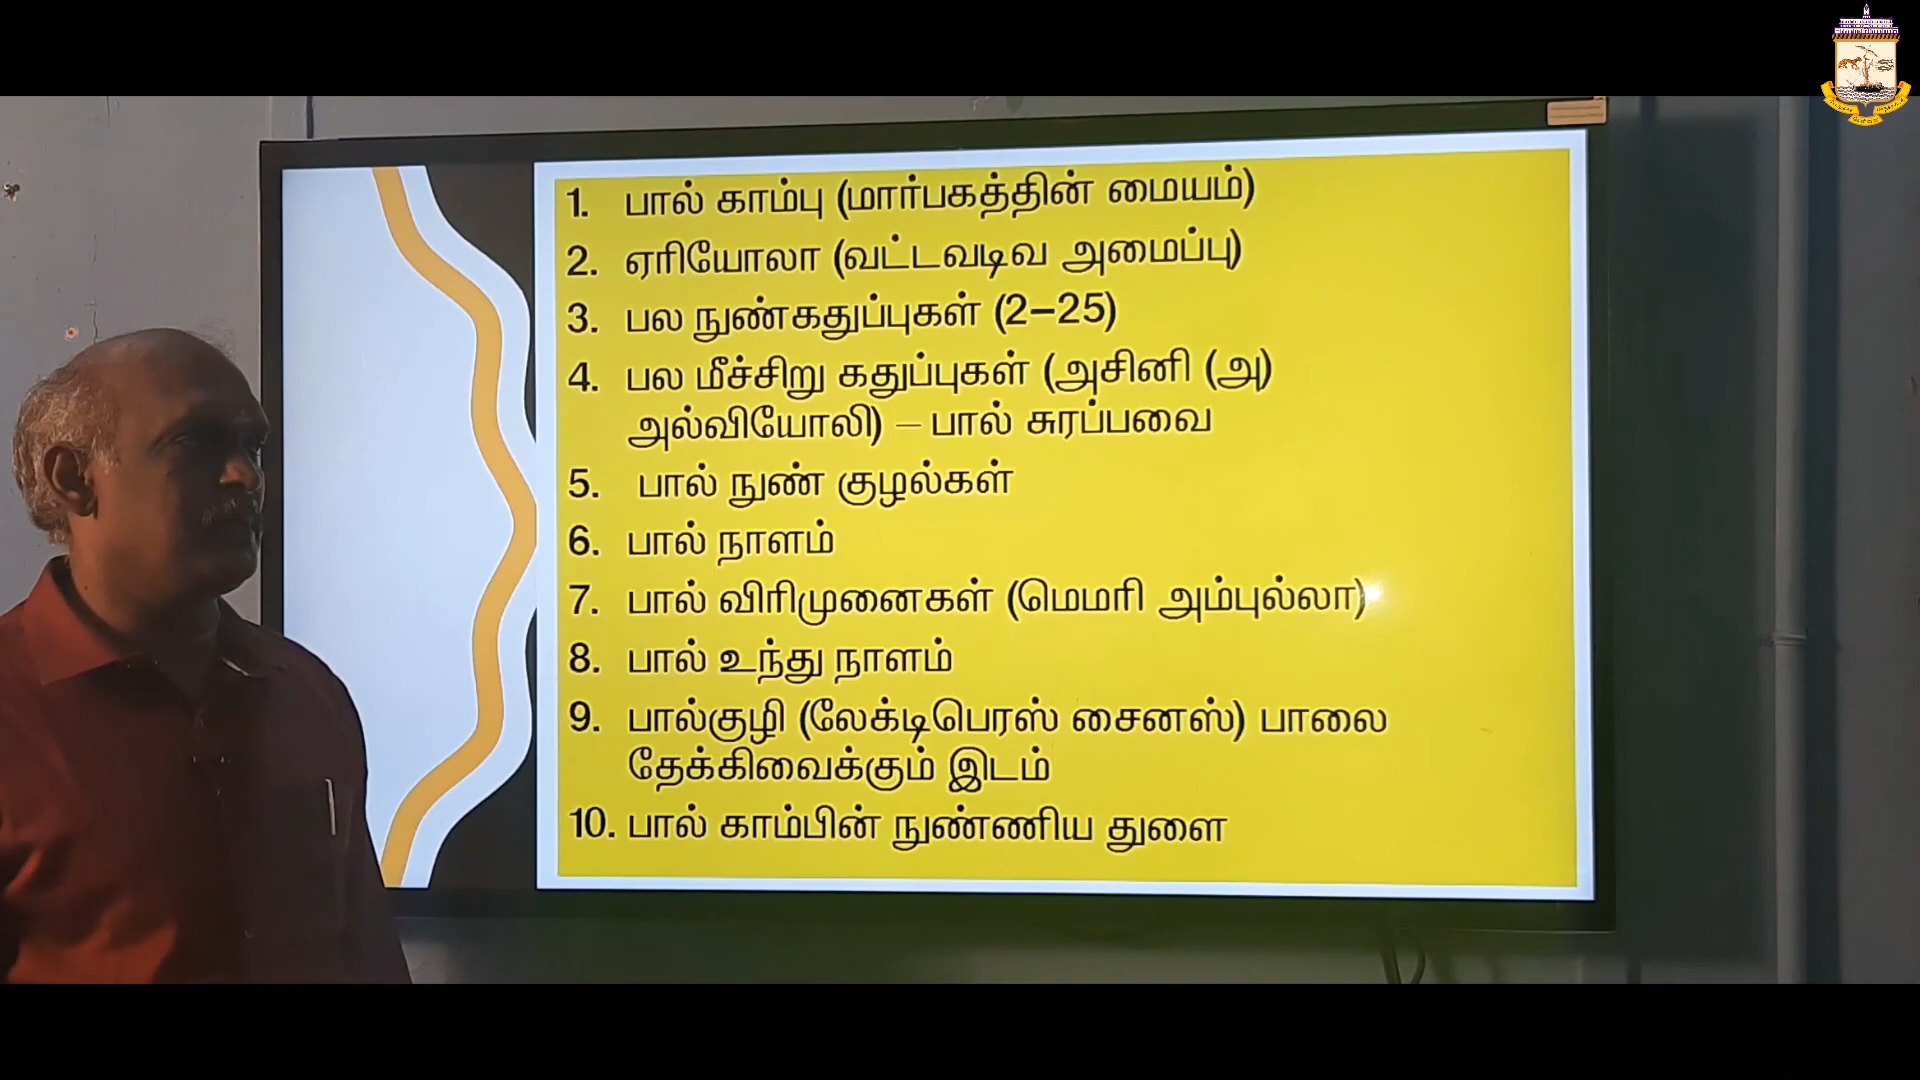 1. பால் காம்பு (மார்பகத்தின் மையம்)
2. ஏரியோலா (வட்டவடிவ அமைப்பு)
3. பல நுண்கதுப்புகள் (2–25)
4. பல மீச்சிறு கதுப்புகள் (அசினி (அ)
அல்வியோலி) – பால் சுரப்பவை
5. பால் நுண் குழல்கள்
6. பால் நாளம்
7. பால் விரிமுனைகள் (மெமரி அம்புல்லா)
8. பால் உந்து நாளம்
9. பால்குழி (லேக்டிபெரஸ் சைனஸ்) பாலை
தேக்கிவைக்கும் இடம்
10. பால் காம்பின் நுண்ணிய துளை